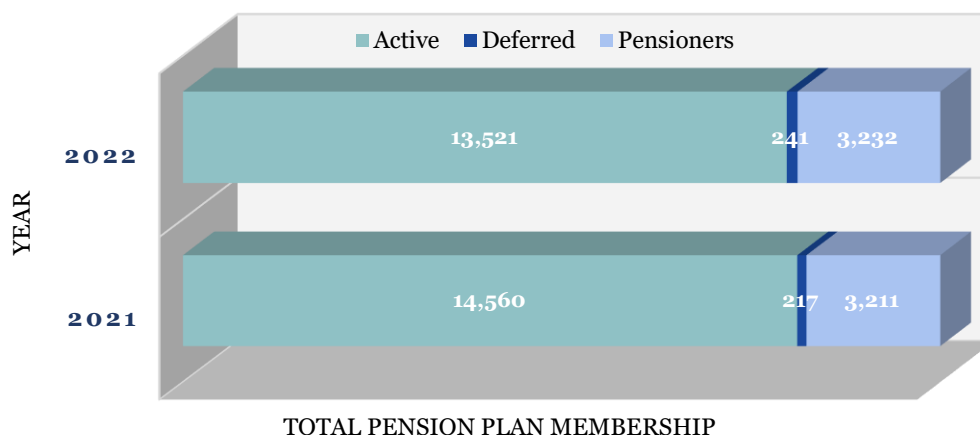 Active Deferred Pensioners
2022
13,521 241 3,232
YEAR
2021
14,560 217 3,211
TOTAL PENSION PLAN MEMBERSHIP